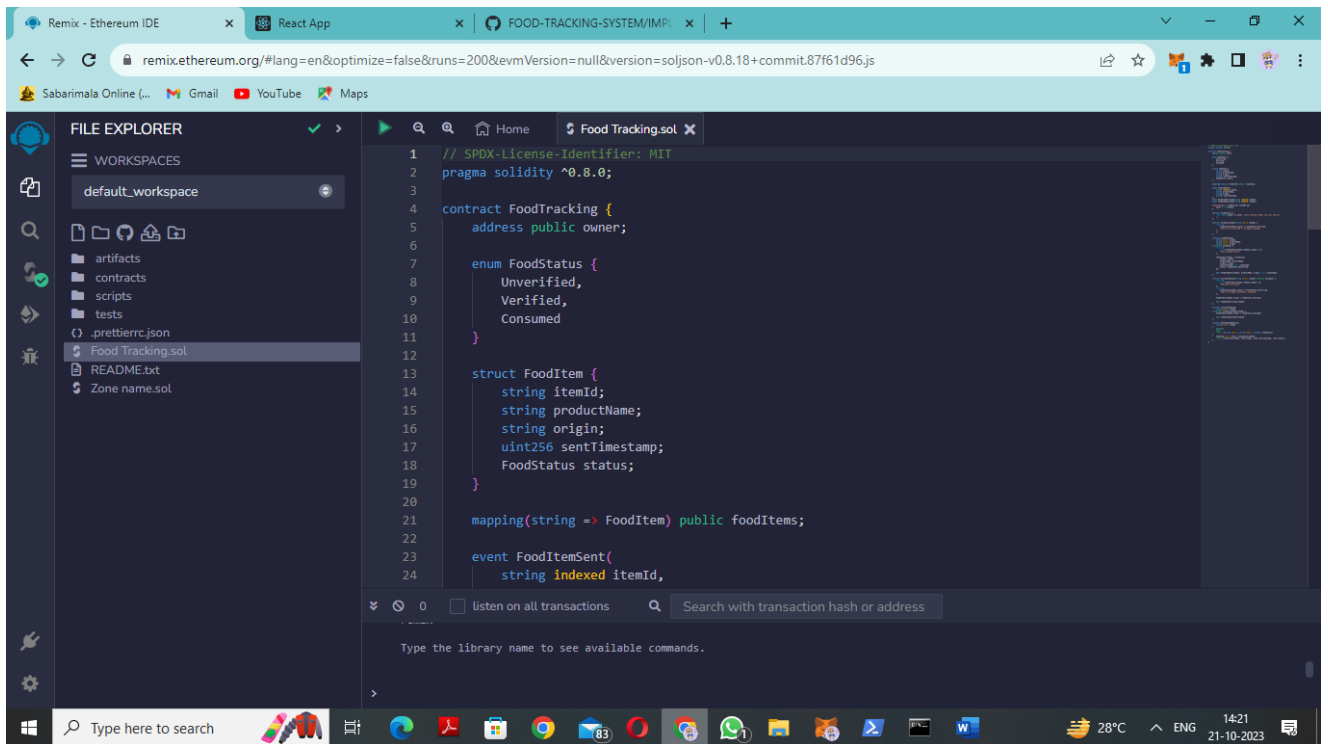 Remix - Ethereum IDE
React App
FOOD-TRACKING-SYSTEM/IMPL
remix.ethereum.org/#lang=en&optimize=false&runs=200&evmVersion=null&version=soljson-v0.8.18+commit.87f61d96.js
1
Sabarimala Online (...
Gmail
YouTube
Maps
FILE EXPLORER
WORKSPACES
default_workspace
artifacts
contracts
scripts
tests
{} .prettierrc.json
Food Tracking.sol
README.txt
Zone name.sol
Home
Food Tracking.sol
1 // SPDX-License-Identifier: MIT
2 pragma solidity ^0.8.0;
3
4 contract FoodTracking {
5 address public owner;
6
7 enum FoodStatus {
8 Unverified,
9 Verified,
10 Consumed
11 }
12
13 struct FoodItem {
14 string itemId;
15 string productName;
16 string origin;
17 uint256 sentTimestamp;
18 FoodStatus status;
19 }
20
21 mapping(string => FoodItem) public foodItems;
22
23 event FoodItemSent(
24 string indexed itemId,
0
listen on all transactions
Search with transaction hash or address
Type the library name to see available commands.
>
Type here to search
83
1
28°C
ENG
14:21
21-10-2023